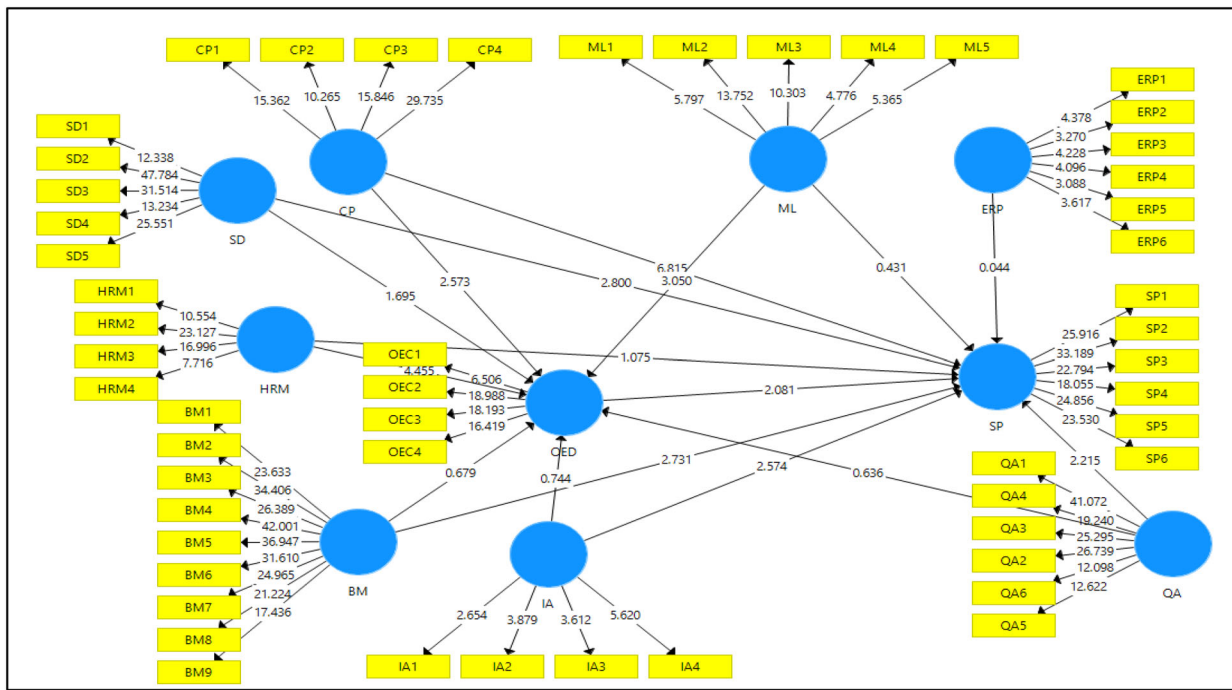 CP1
CP2
CP3
CP4
15.362
10.265
15.846
29.735
CP
ML1
ML2
ML3
ML4
ML5
5.797
13.752
10.303
4.776
5.365
ML
ERP1
ERP2
ERP3
ERP4
ERP5
ERP6
4.378
3.270
4.228
4.096
3.088
3.617
ERP
SD1
SD2
SD3
SD4
SD5
12.338
47.784
31.514
13.234
25.551
SD
2.573
6.815
3.050
2.800
0.431
0.044
1.695
HRM1
HRM2
HRM3
HRM4
10.554
23.127
16.996
7.716
HRM
1.075
4.455
OEC1
OEC2
OEC3
OEC4
6.506
18.988
18.193
16.419
OED
2.081
SP1
SP2
SP3
SP4
SP5
SP6
25.916
33.189
22.794
18.055
24.856
23.530
SP
BM1
BM2
BM3
BM4
BM5
BM6
BM7
BM8
BM9
23.633
34.406
26.389
42.001
36.947
31.610
24.965
21.224
17.436
BM
0.679
0.744
2.731
2.574
0.636
2.215
IA
2.654
3.879
3.612
5.620
IA1
IA2
IA3
IA4
QA1
QA4
QA3
QA2
QA6
QA5
41.072
19.240
25.295
26.739
12.098
12.622
QA